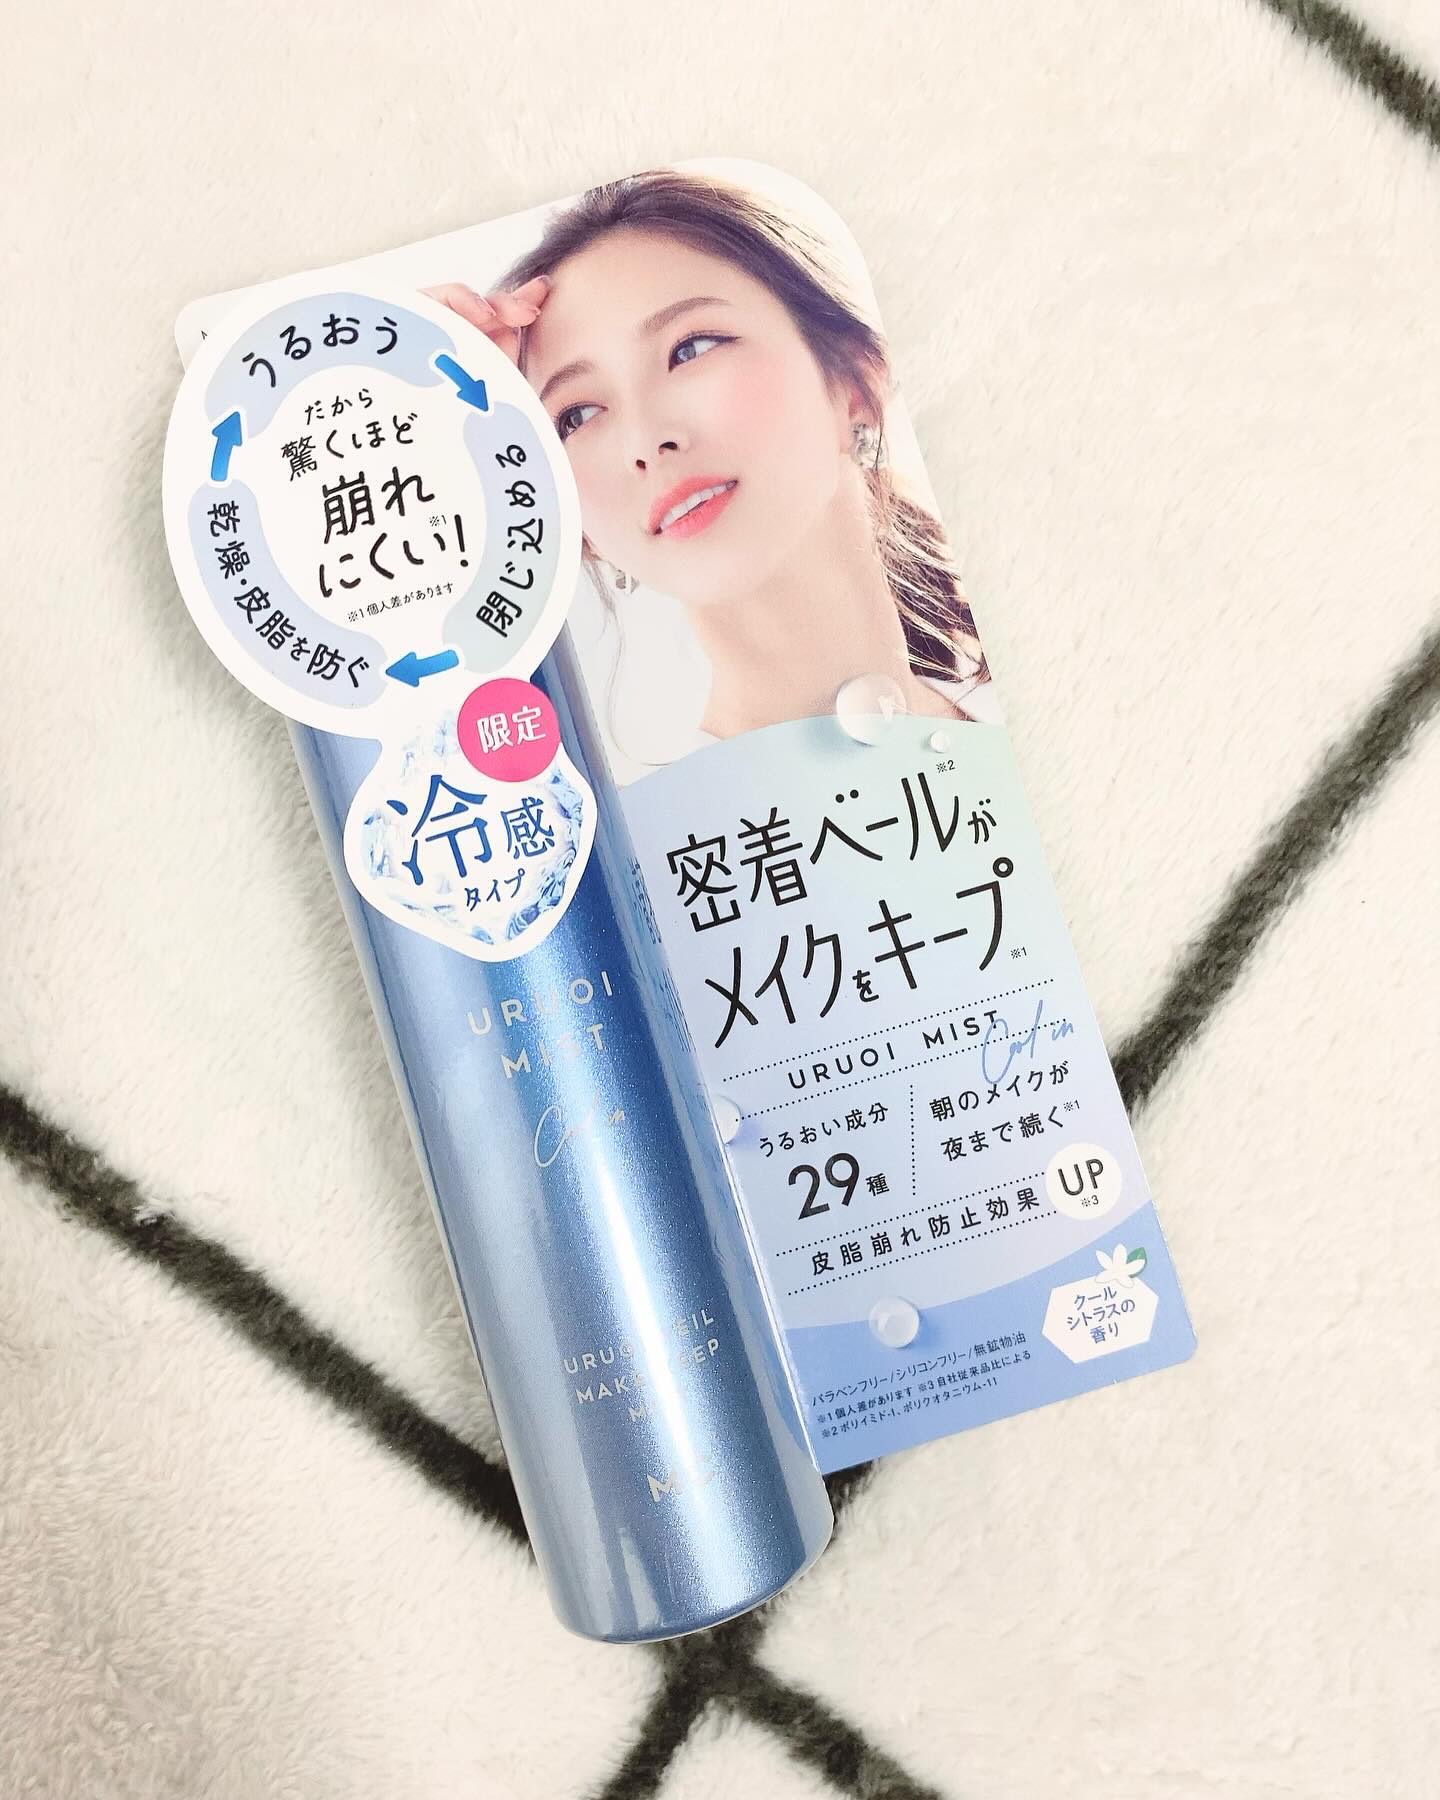 うるおう
閉じ込める
乾燥・皮脂を防ぐ
だから
驚くほど
崩れ
にくい!※1
※1個人差があります
限定
冷感
タイプ
URUOI
MIST
Cool in
MAK
密着ベール※2が
メイクをキープ※1
URUOI MIST
Cool in
うるおい成分
29種
朝のメイクが
夜まで続く※1
皮脂崩れ防止効果
UP
※3
クール
シトラスの
香り
パラベンフリー/シリコンフリー/無鉱物油
※1個人差があります ※3自社従来品比による
※2ポリイミド-1、ポリクオタニウム-11